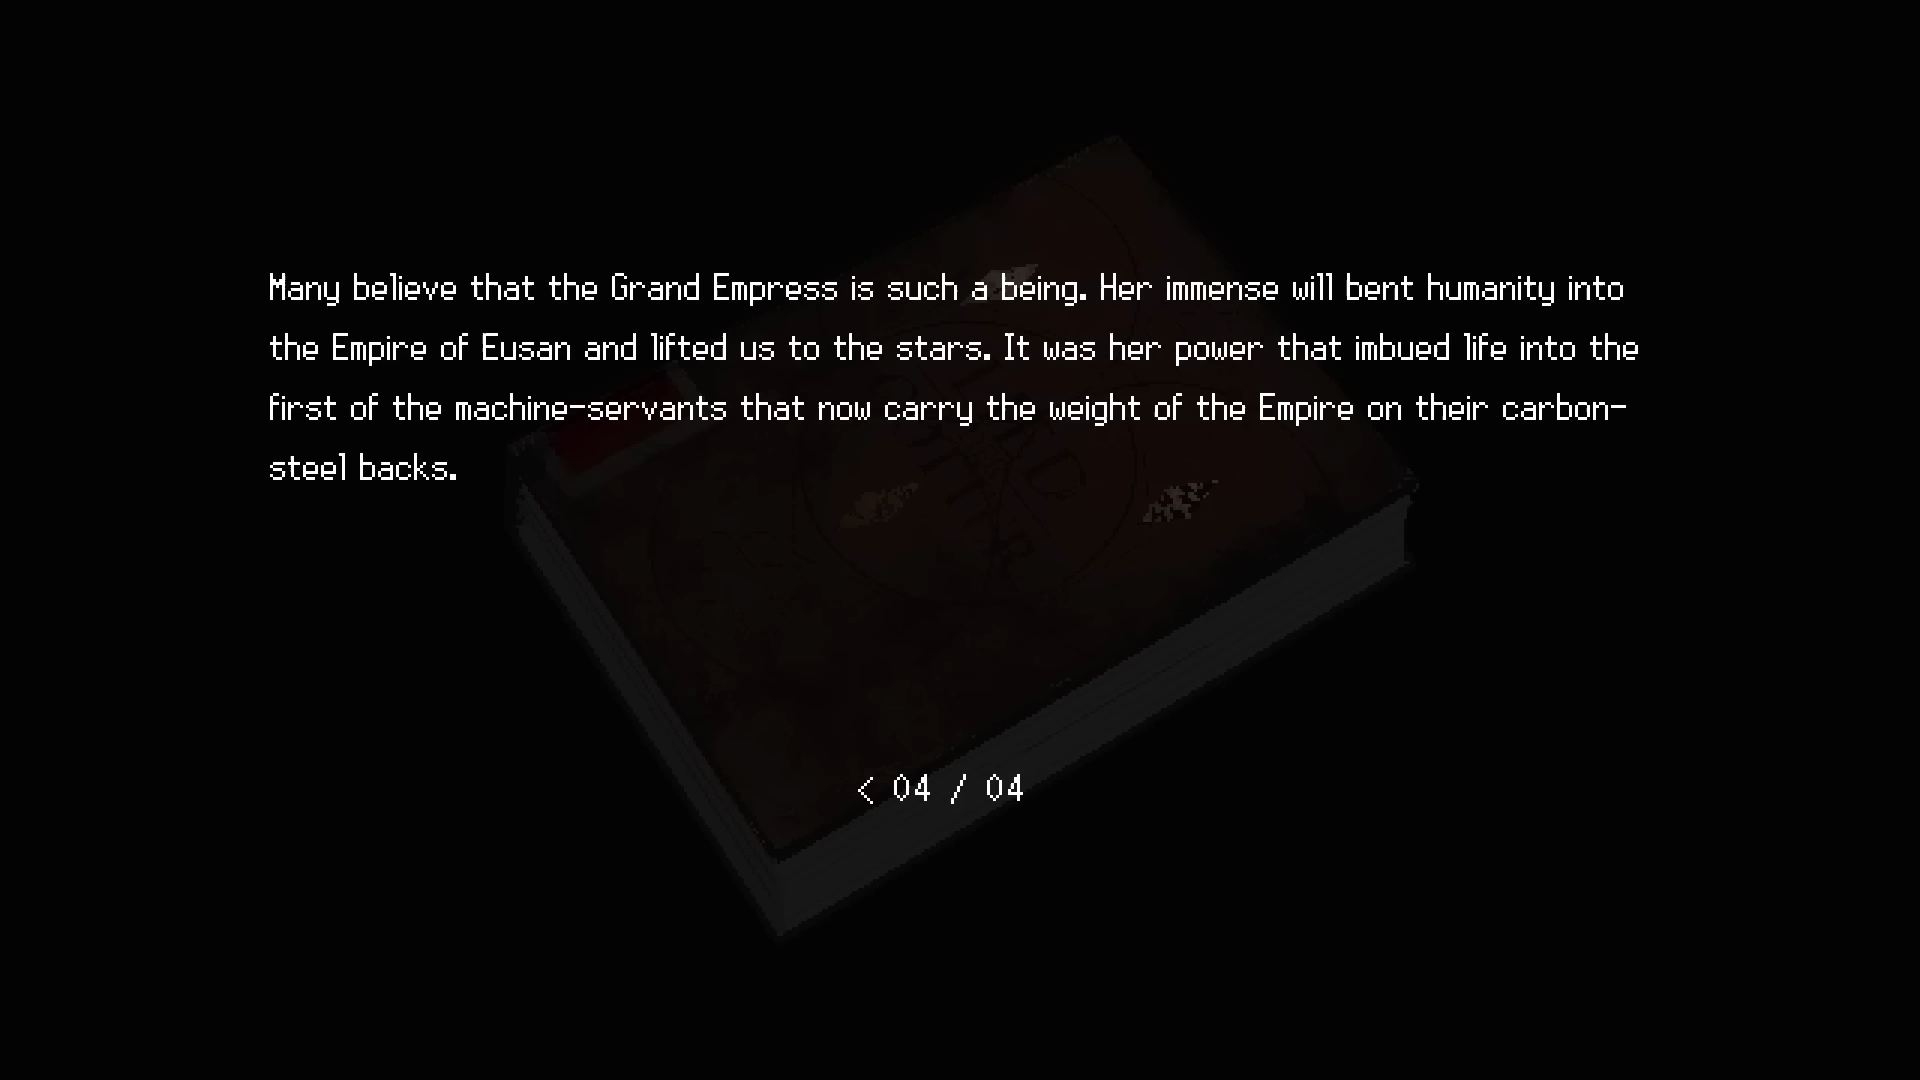 Many believe that the Grand Empress is such a being. Her immense will bent humanity into
the Empire of Eusan and lifted us to the stars. It was her power that imbued life into the
first of the machine-servants that now carry the weight of the Empire on their carbon-
steel backs.
< 04 / 04